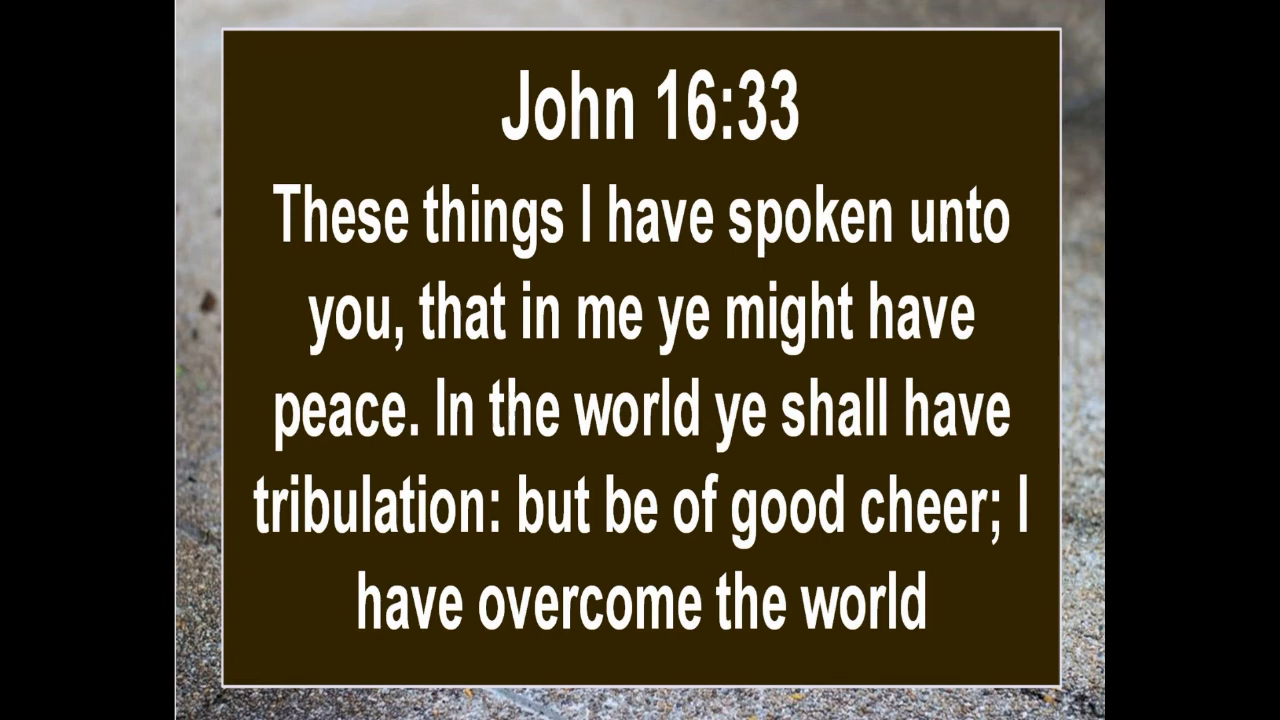 John 16:33
These things I have spoken unto
you, that in me ye might have
peace. In the world ye shall have
tribulation: but be of good cheer; I
have overcome the world